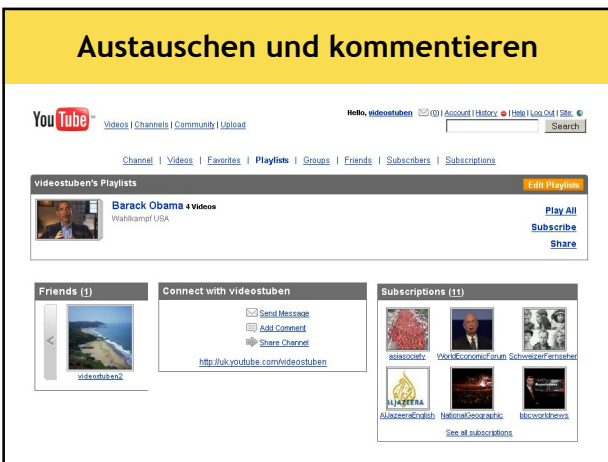 Austauschen und kommentieren
YouTube
Videos | Channels | Community | Upload
Hello, videostuben (0) | Account | History | Help | Log Out | Site:
Search
Channel | Videos | Favorites | Playlists | Groups | Friends | Subscribers | Subscriptions
videostuben's Playlists
Edit Playlists
Barack Obama 4 Videos
Wahlkampf USA
Play All
Subscribe
Share
Friends (1)
videostuben2
Connect with videostuben
Send Message
Add Comment
Share Channel
http://uk.youtube.com/videostuben
Subscriptions (11)
asiasociety WorldEconomicForum SchweizerFernsehen
ALJAZEERA
AlJazeeraEnglish NationalGeographic bbcworldnews
See all subscriptions